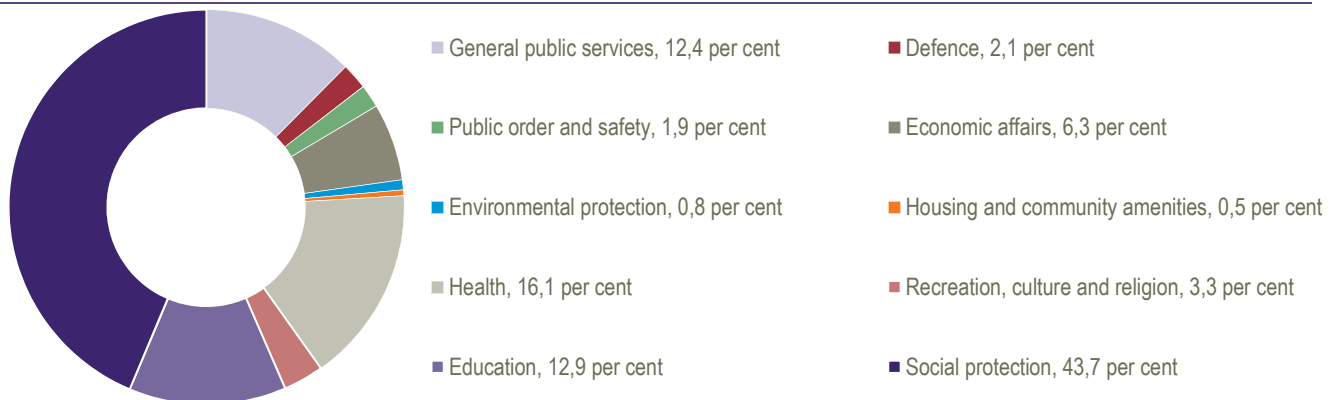 General public services, 12,4 per cent
Defence, 2,1 per cent
Public order and safety, 1,9 per cent
Economic affairs, 6,3 per cent
Environmental protection, 0,8 per cent
Housing and community amenities, 0,5 per cent
Health, 16,1 per cent
Recreation, culture and religion, 3,3 per cent
Education, 12,9 per cent
Social protection, 43,7 per cent